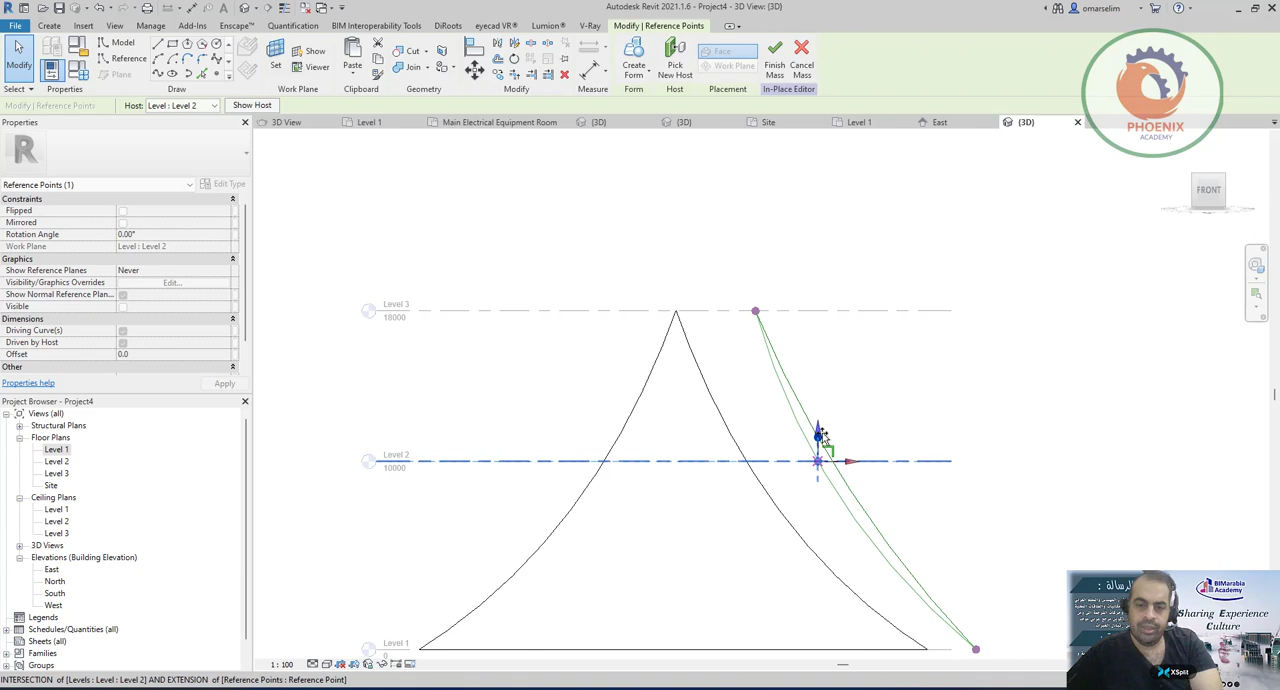 Autodesk Revit 2021.1.6 - Project4 - 3D View: {3D}
omarselim
File
Create
Insert
View
Manage
Add-Ins
Enscape™
Quantification
BIM Interoperability Tools
DiRoots
eyecad VR®
Lumion®
V-Ray
Modify | Reference Points
Modify
Model
Reference
Plane
Set
Show
Viewer
Paste
Cut
Join
Create Form
Pick New Host
Face
Work Plane
Finish Mass
Cancel Mass
Select
Properties
Draw
Work Plane
Clipboard
Geometry
Modify
Measure
Form
Host
Placement
In-Place Editor
Modify | Reference Points
Host: Level : Level 2
Show Host
Properties
3D View
Level 1
Main Electrical Equipment Room
{3D}
{3D}
Site
Level 1
East
{3D}
PHOENIX
ACADEMY
R
Reference Points (1)
Edit Type
Constraints
Flipped
Mirrored
Rotation Angle 0.00°
Work Plane Level : Level 2
Graphics
Show Reference Planes Never
Visibility/Graphics Overrides Edit...
Show Normal Reference Plan...
Visible
Dimensions
Driving Curve(s)
Driven by Host
Offset 0.0
Other
Properties help
Apply
Project Browser - Project4
Views (all)
Structural Plans
Floor Plans
Level 1
Level 2
Level 3
Site
Ceiling Plans
Level 1
Level 2
Level 3
3D Views
Elevations (Building Elevation)
East
North
South
West
Legends
Schedules/Quantities (all)
Sheets (all)
Families
Groups
FRONT
Level 3
18000
Level 2
10000
Level 1
0
1 : 100
INTERSECTION of [Levels : Level : Level 2] AND EXTENSION of [Reference Points : Reference Point]
الرسالة :
BIMarabia
Academy
Sharing Experience
Culture
XSplit